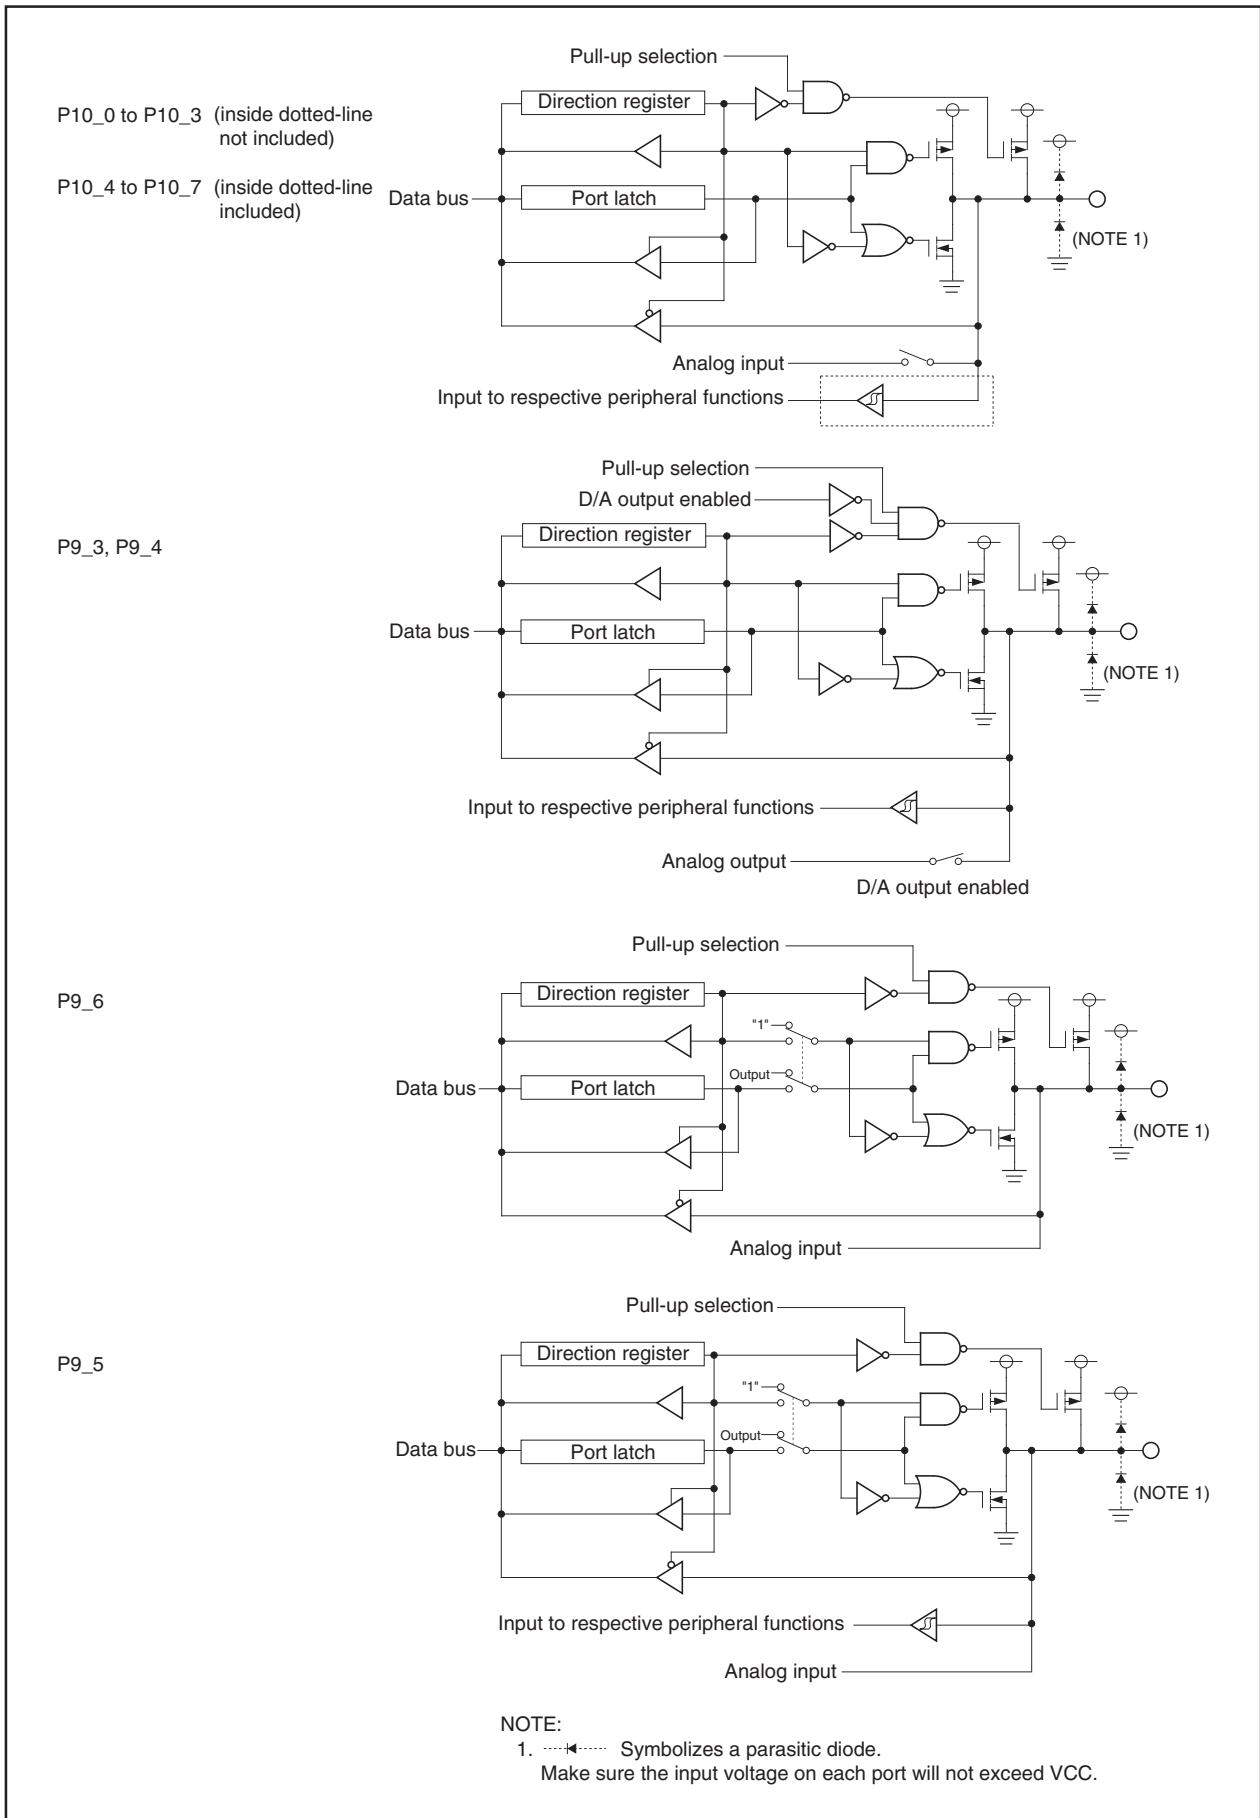 Pull-up selection
P10_0 to P10_3 (inside dotted-line
not included)
Direction register
P10_4 to P10_7 (inside dotted-line
included)
Data bus
Port latch
(NOTE 1)
Analog input
Input to respective peripheral functions
Pull-up selection
D/A output enabled
P9_3, P9_4
Direction register
Data bus
Port latch
(NOTE 1)
Input to respective peripheral functions
Analog output
D/A output enabled
Pull-up selection
P9_6
Direction register
"1"
Output
Data bus
Port latch
(NOTE 1)
Analog input
Pull-up selection
P9_5
Direction register
"1"
Output
Data bus
Port latch
(NOTE 1)
Input to respective peripheral functions
Analog input
NOTE:
1. Symbolizes a parasitic diode.
Make sure the input voltage on each port will not exceed VCC.